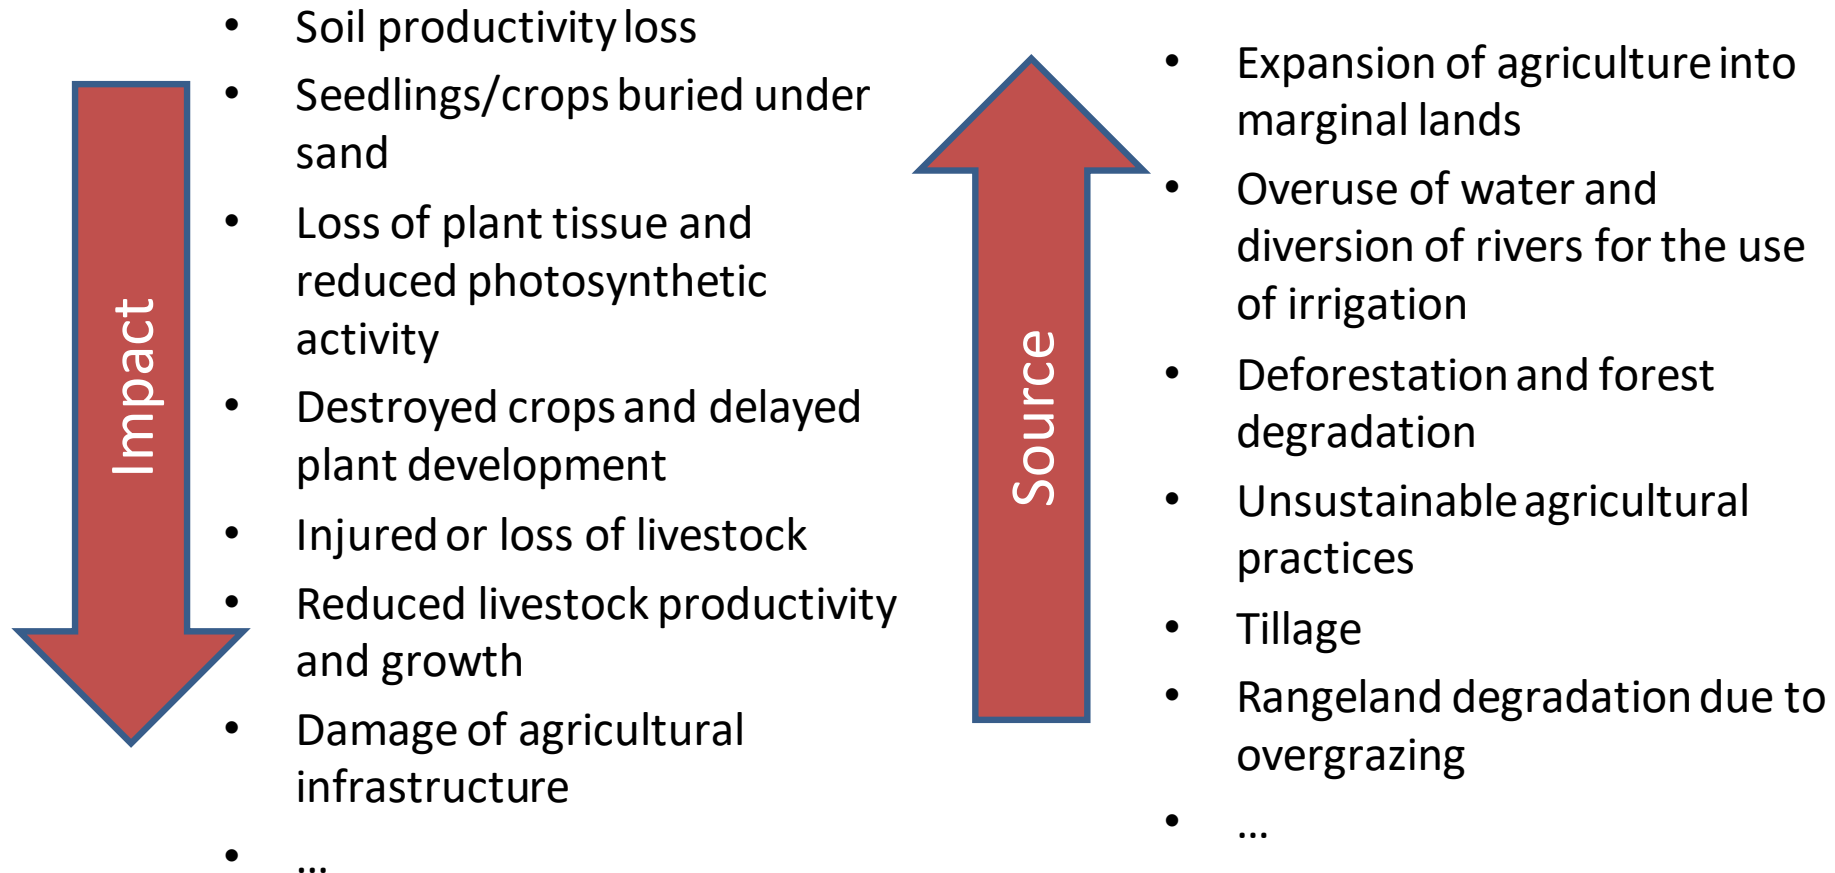 Impact
• Soil productivity loss
• Seedlings/crops buried under
sand
• Loss of plant tissue and
reduced photosynthetic
activity
• Destroyed crops and delayed
plant development
• Injured or loss of livestock
• Reduced livestock productivity
and growth
• Damage of agricultural
infrastructure
• ...
Source
• Expansion of agriculture into
marginal lands
• Overuse of water and
diversion of rivers for the use
of irrigation
• Deforestation and forest
degradation
• Unsustainable agricultural
practices
• Tillage
• Rangeland degradation due to
overgrazing
• ...